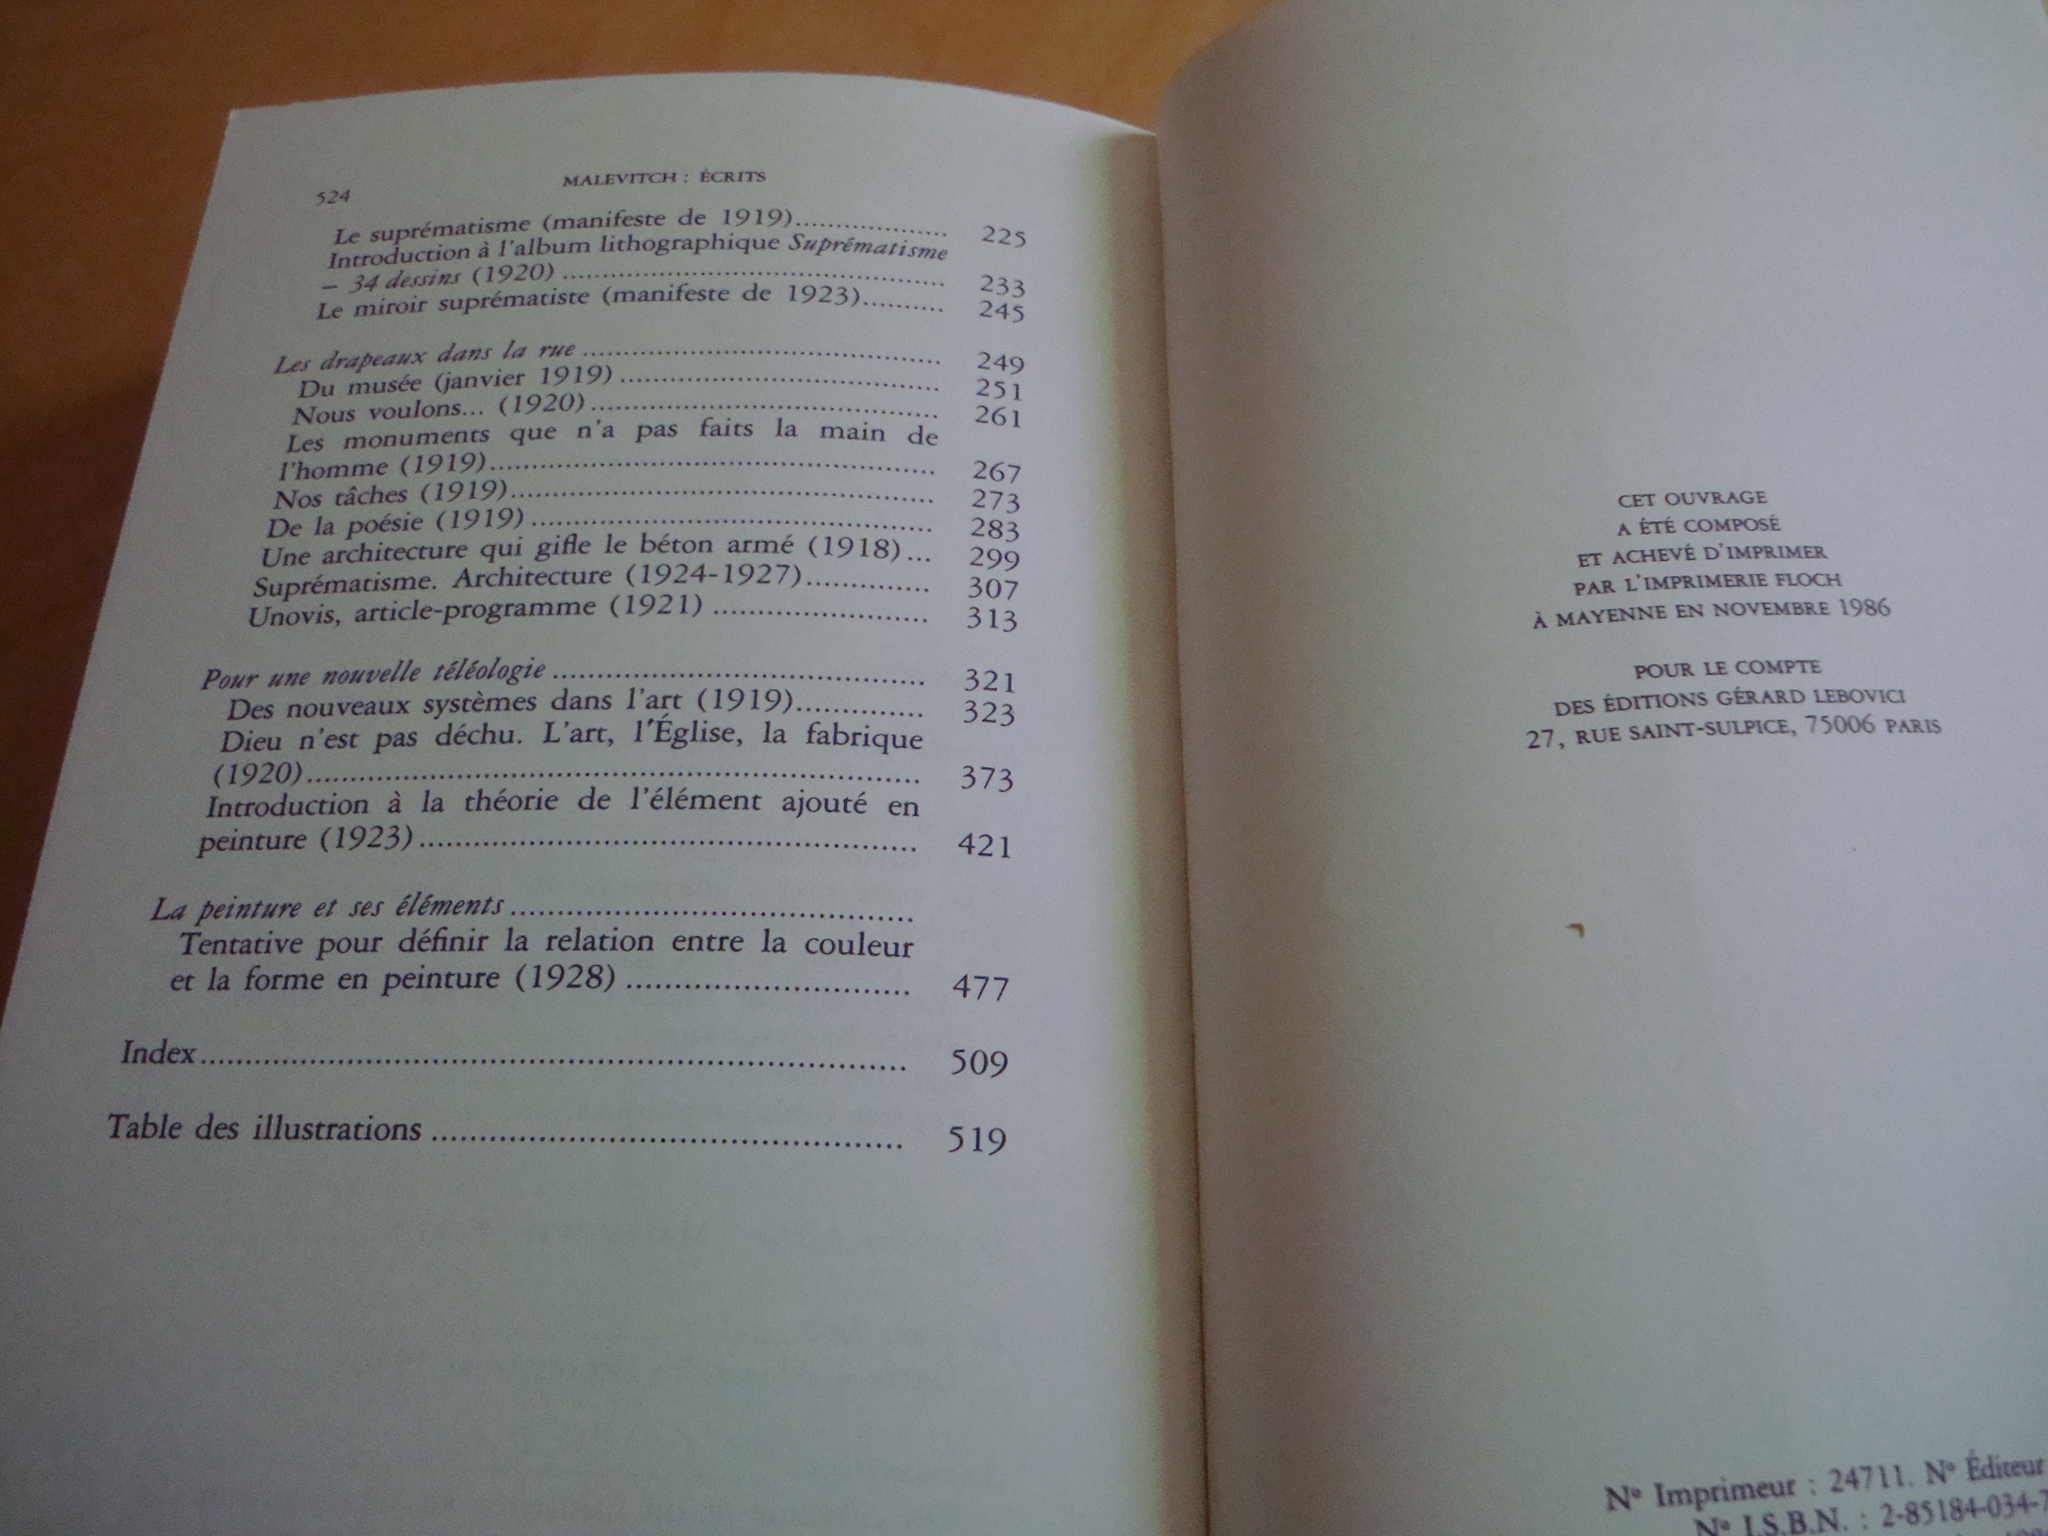 524
MALEVITCH : ÉCRITS
Le suprématisme (manifeste de 1919)..................... 225
Introduction à l'album lithographique Suprématisme
– 34 dessins (1920) ..................................................... 233
Le miroir suprématiste (manifeste de 1923)........... 245
Les drapeaux dans la rue ................................................. 249
Du musée (janvier 1919) ............................................ 251
Nous voulons... (1920) ................................................ 261
Les monuments que n'a pas faits la main de
l'homme (1919)............................................................. 267
Nos tâches (1919).......................................................... 273
De la poésie (1919) ...................................................... 283
Une architecture qui gifle le béton armé (1918)... 299
Suprématisme. Architecture (1924-1927)............... 307
Unovis, article-programme (1921) .......................... 313
Pour une nouvelle téléologie ............................................. 321
Des nouveaux systèmes dans l'art (1919)............... 323
Dieu n'est pas déchu. L'art, l'Église, la fabrique
(1920)................................................................................ 373
Introduction à la théorie de l'élément ajouté en
peinture (1923) ............................................................. 421
La peinture et ses éléments ................................................
Tentative pour définir la relation entre la couleur
et la forme en peinture (1928) ................................. 477
Index.................................................................................... 509
Table des illustrations ....................................................... 519
CET OUVRAGE
A ÉTÉ COMPOSÉ
ET ACHEVÉ D'IMPRIMER
PAR L'IMPRIMERIE FLOCH
À MAYENNE EN NOVEMBRE 1986
POUR LE COMPTE
DES ÉDITIONS GÉRARD LEBOVICI
27, RUE SAINT-SULPICE, 75006 PARIS
N° Imprimeur : 24711. N° Éditeur
N° I.S.B.N. : 2-85184-034-7